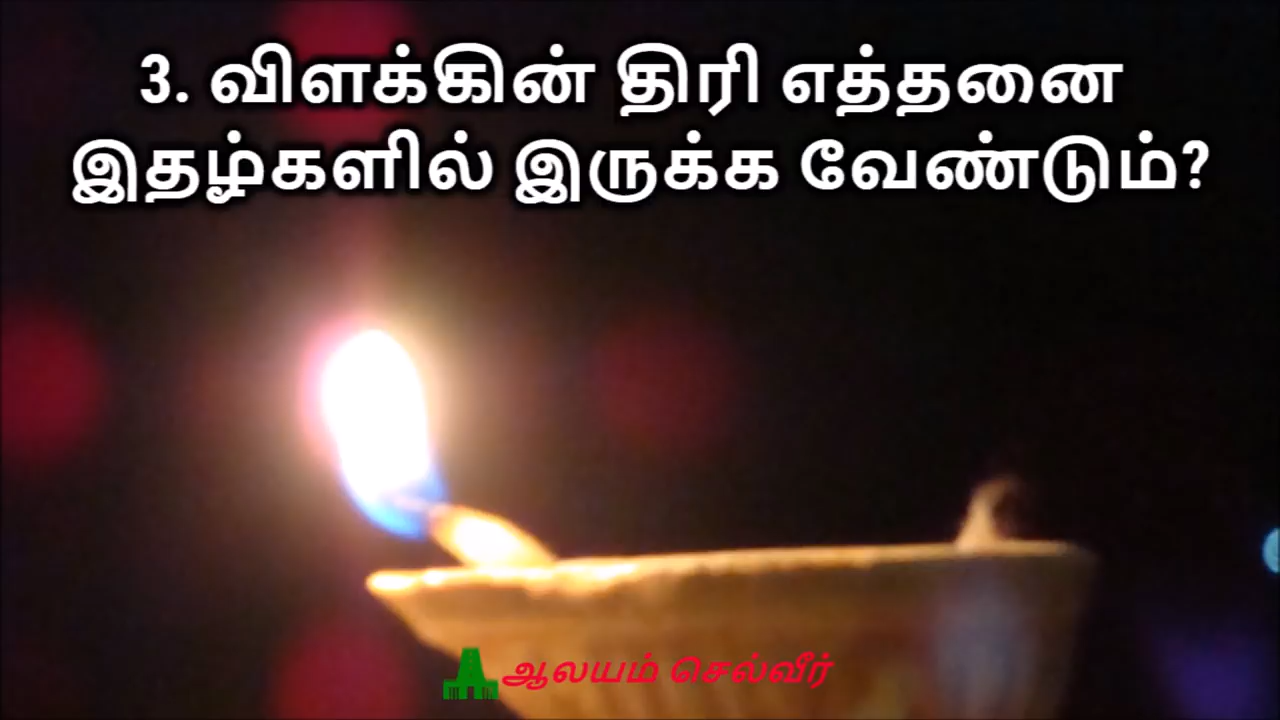 3. விளக்கின் திரி எத்தனை
இதழ்களில் இருக்க வேண்டும்?
ஆலயம் செல்வீர்